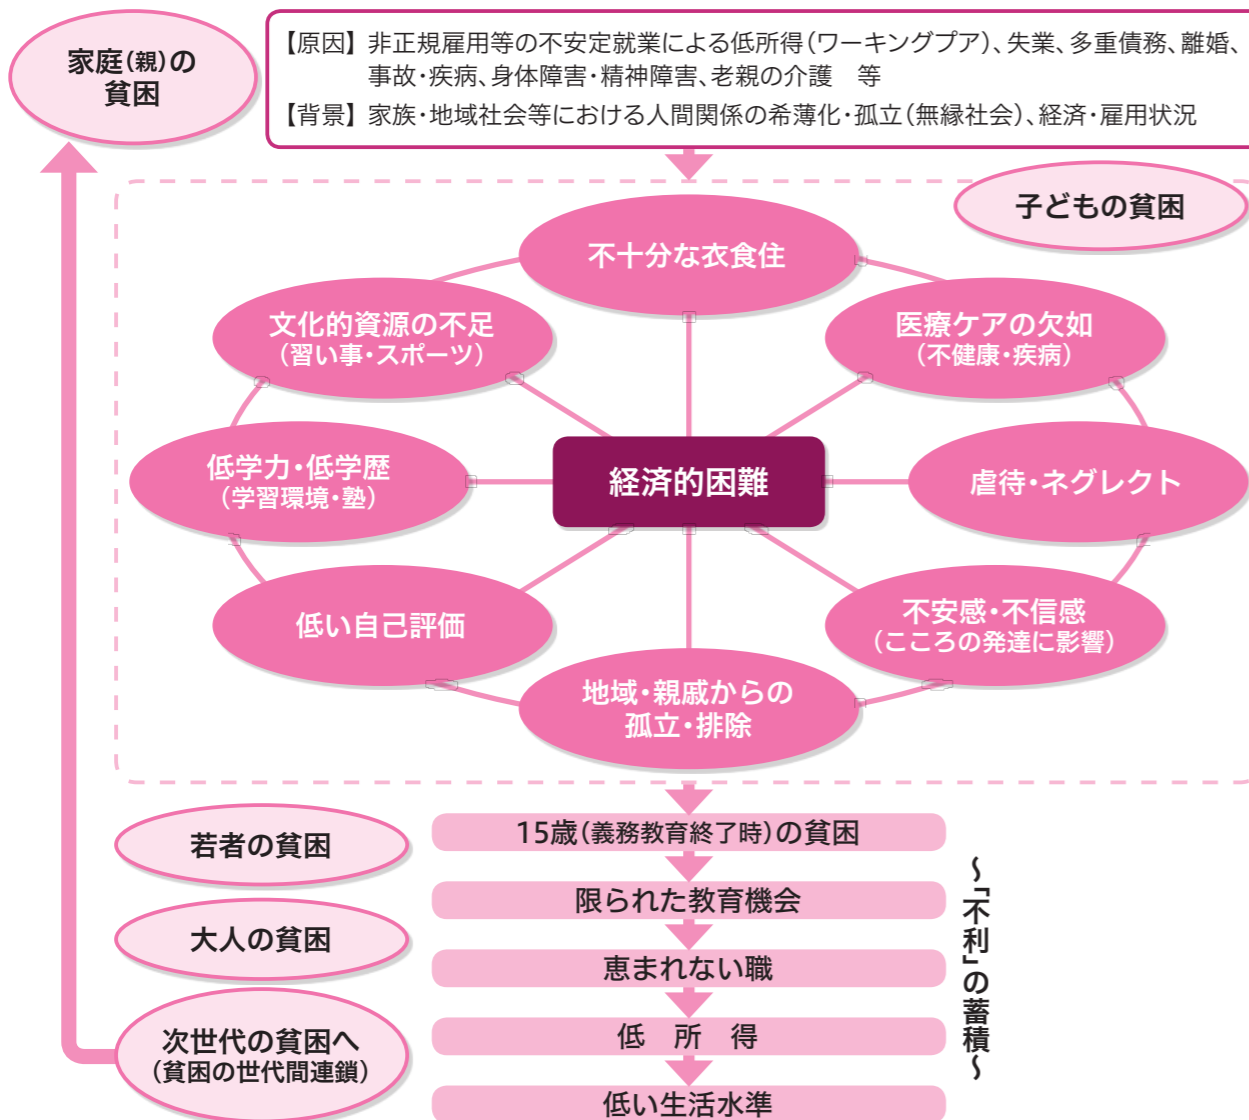 家庭(親)の
貧困
【原因】 非正規雇用等の不安定就業による低所得(ワーキングプア)、失業、多重債務、離婚、
事故・疾病、身体障害・精神障害、老親の介護　等
【背景】 家族・地域社会等における人間関係の希薄化・孤立(無縁社会)、経済・雇用状況
子どもの貧困
不十分な衣食住
文化的資源の不足
(習い事・スポーツ)
医療ケアの欠如
(不健康・疾病)
低学力・低学歴
(学習環境・塾)
経済的困難
虐待・ネグレクト
低い自己評価
不安感・不信感
(こころの発達に影響)
地域・親戚からの
孤立・排除
若者の貧困
15歳(義務教育終了時)の貧困
限られた教育機会
大人の貧困
恵まれない職
次世代の貧困へ
(貧困の世代間連鎖)
低　所　得
低い生活水準
〜「不利」の蓄積〜